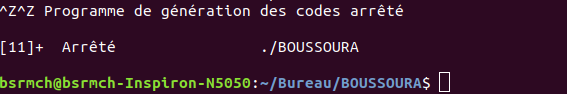 ^Z^Z Programme de génération des codes arrêté
[11]+  Arrêté                 ./BOUSSOURA
bsrmch@bsrmch-Inspiron-N5050:~/Bureau/BOUSSOURA$